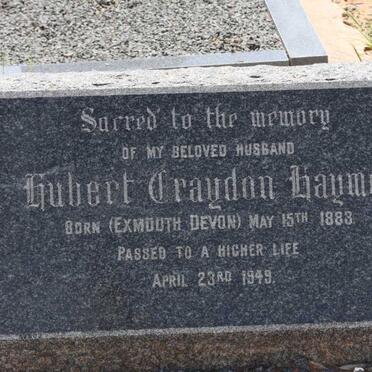 Sacred to the memory
OF MY BELOVED HUSBAND
Hubert Craydon
BORN (EXMOUTH DEVON) MAY 15TH 1883.
PASSED TO A HIGHER LIFE
APRIL 23RD 1949.